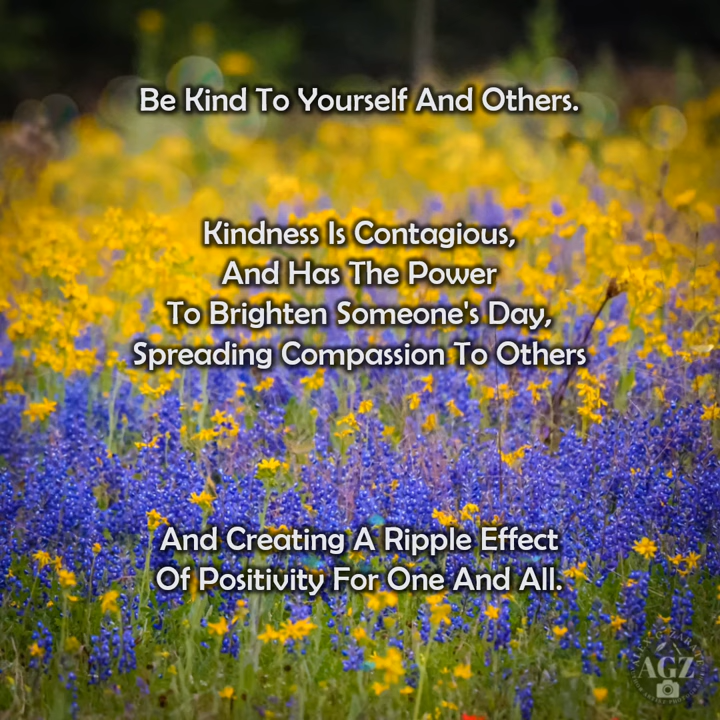 Be Kind To Yourself And Others.
Kindness Is Contagious,
And Has The Power
To Brighten Someone's Day,
Spreading Compassion To Others
And Creating A Ripple Effect
Of Positivity For One And All.
AGZ